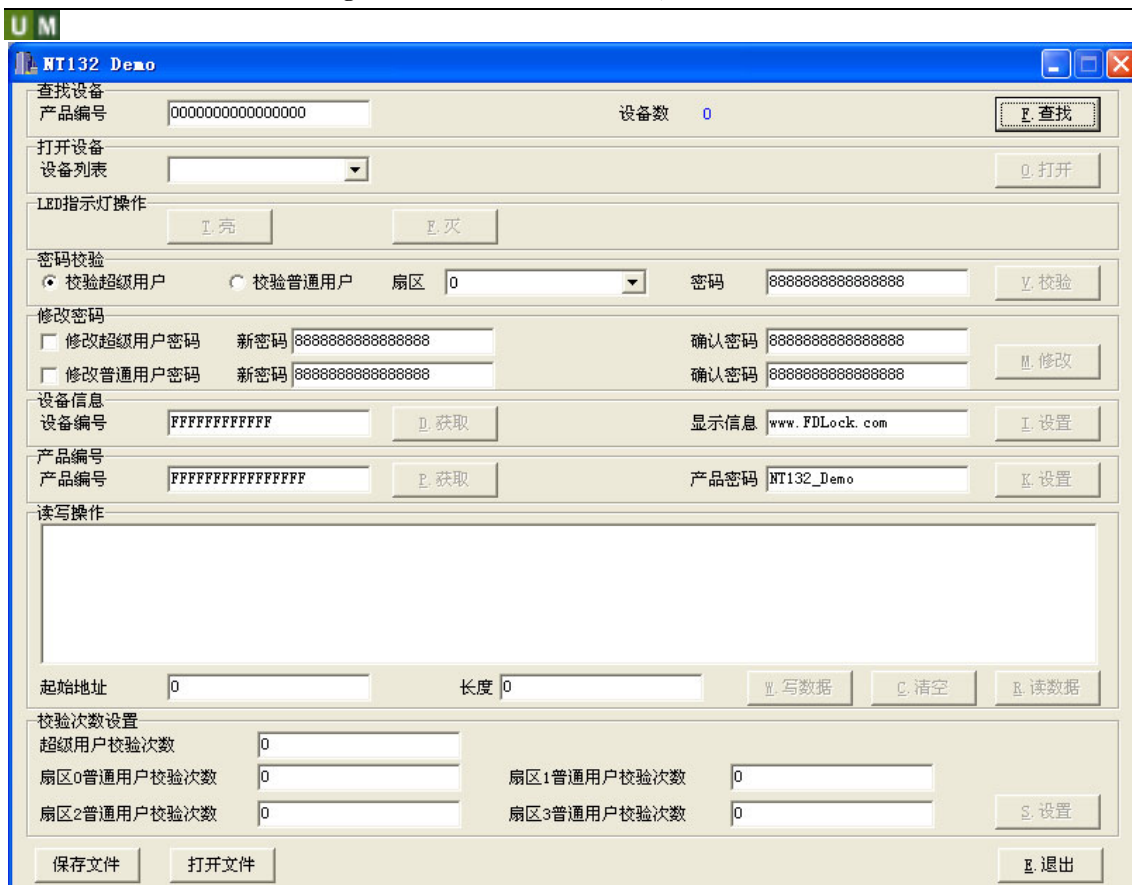 U M
NT132 Demo
查找设备
产品编号 0000000000000000 设备数 0 F.查找
打开设备
设备列表 O.打开
LED指示灯操作
T.亮 F.灭
密码校验
校验超级用户 校验普通用户 扇区 0 密码 8888888888888888 V.校验
修改密码
修改超级用户密码 新密码 8888888888888888 确认密码 8888888888888888
修改普通用户密码 新密码 8888888888888888 确认密码 8888888888888888 M.修改
设备信息
设备编号 FFFFFFFFFFFF D.获取 显示信息 www.FDLock.com I.设置
产品编号
产品编号 FFFFFFFFFFFFFFFF P.获取 产品密码 NT132_Demo K.设置
读写操作
起始地址 0 长度 0 W.写数据 C.清空 R.读数据
校验次数设置
超级用户校验次数 0
扇区0普通用户校验次数 0 扇区1普通用户校验次数 0
扇区2普通用户校验次数 0 扇区3普通用户校验次数 0 S.设置
保存文件 打开文件 E.退出